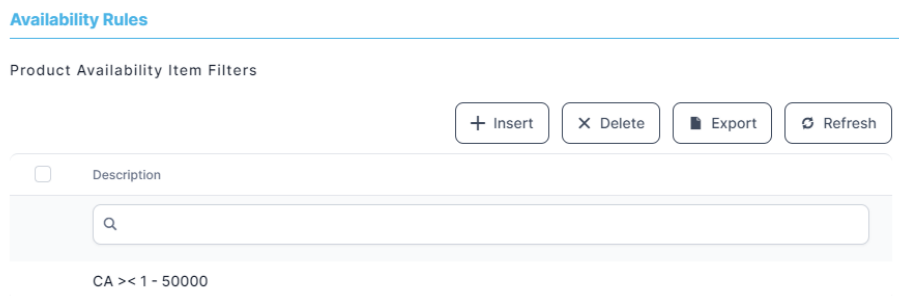 Availability Rules
Product Availability Item Filters
Insert Delete Export Refresh
Description
CA >< 1 - 50000